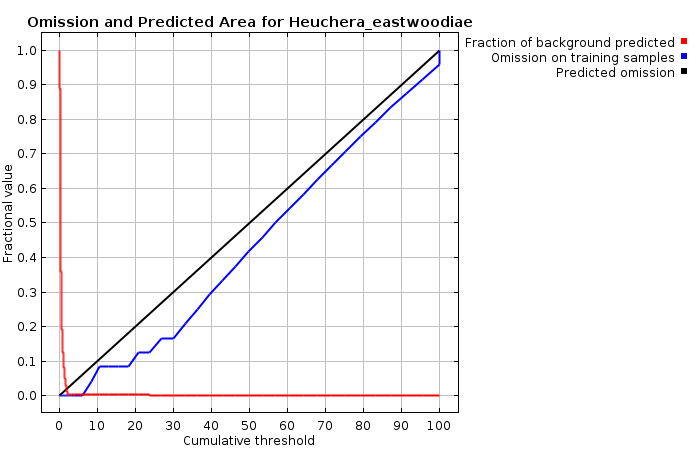 Omission and Predicted Area for Heuchera_eastwoodiae
Fraction of background predicted
Omission on training samples
Predicted omission
Fractional value
1.0
0.9
0.8
0.7
0.6
0.5
0.4
0.3
0.2
0.1
0.0
0 10 20 30 40 50 60 70 80 90 100
Cumulative threshold